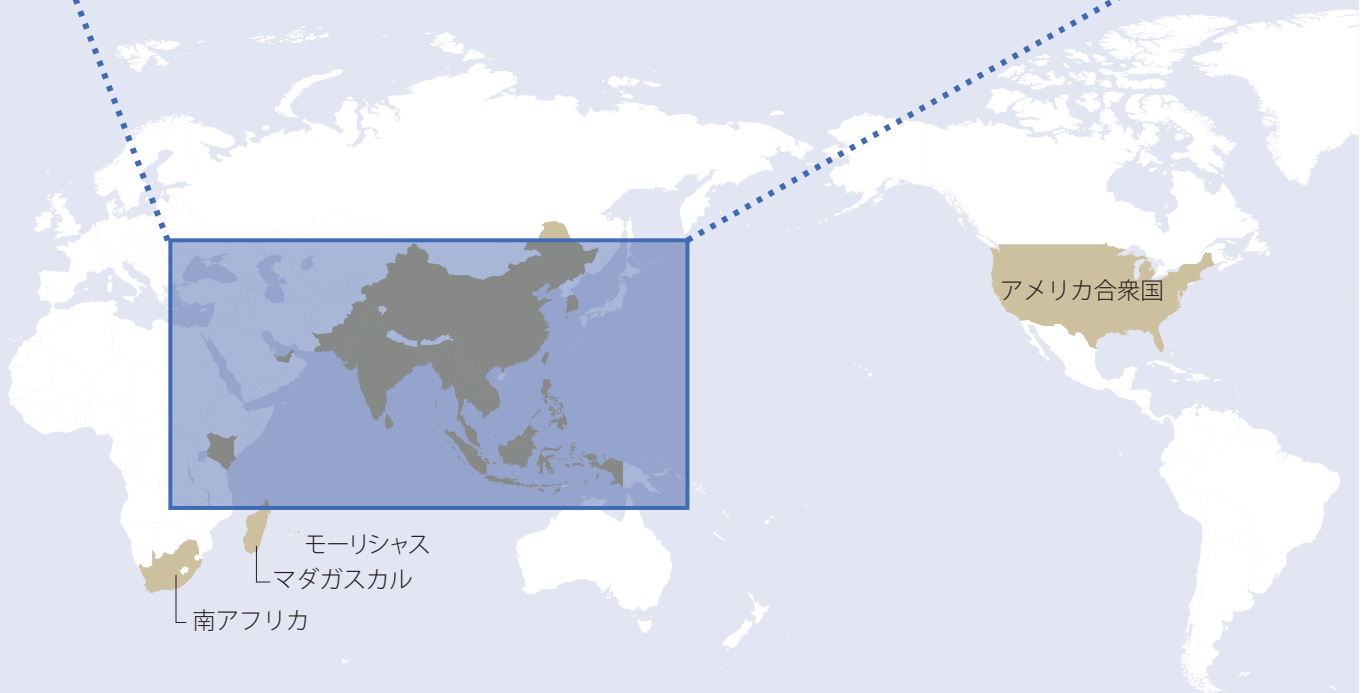 アメリカ合衆国
モーリシャス
マダガスカル
南アフリカ